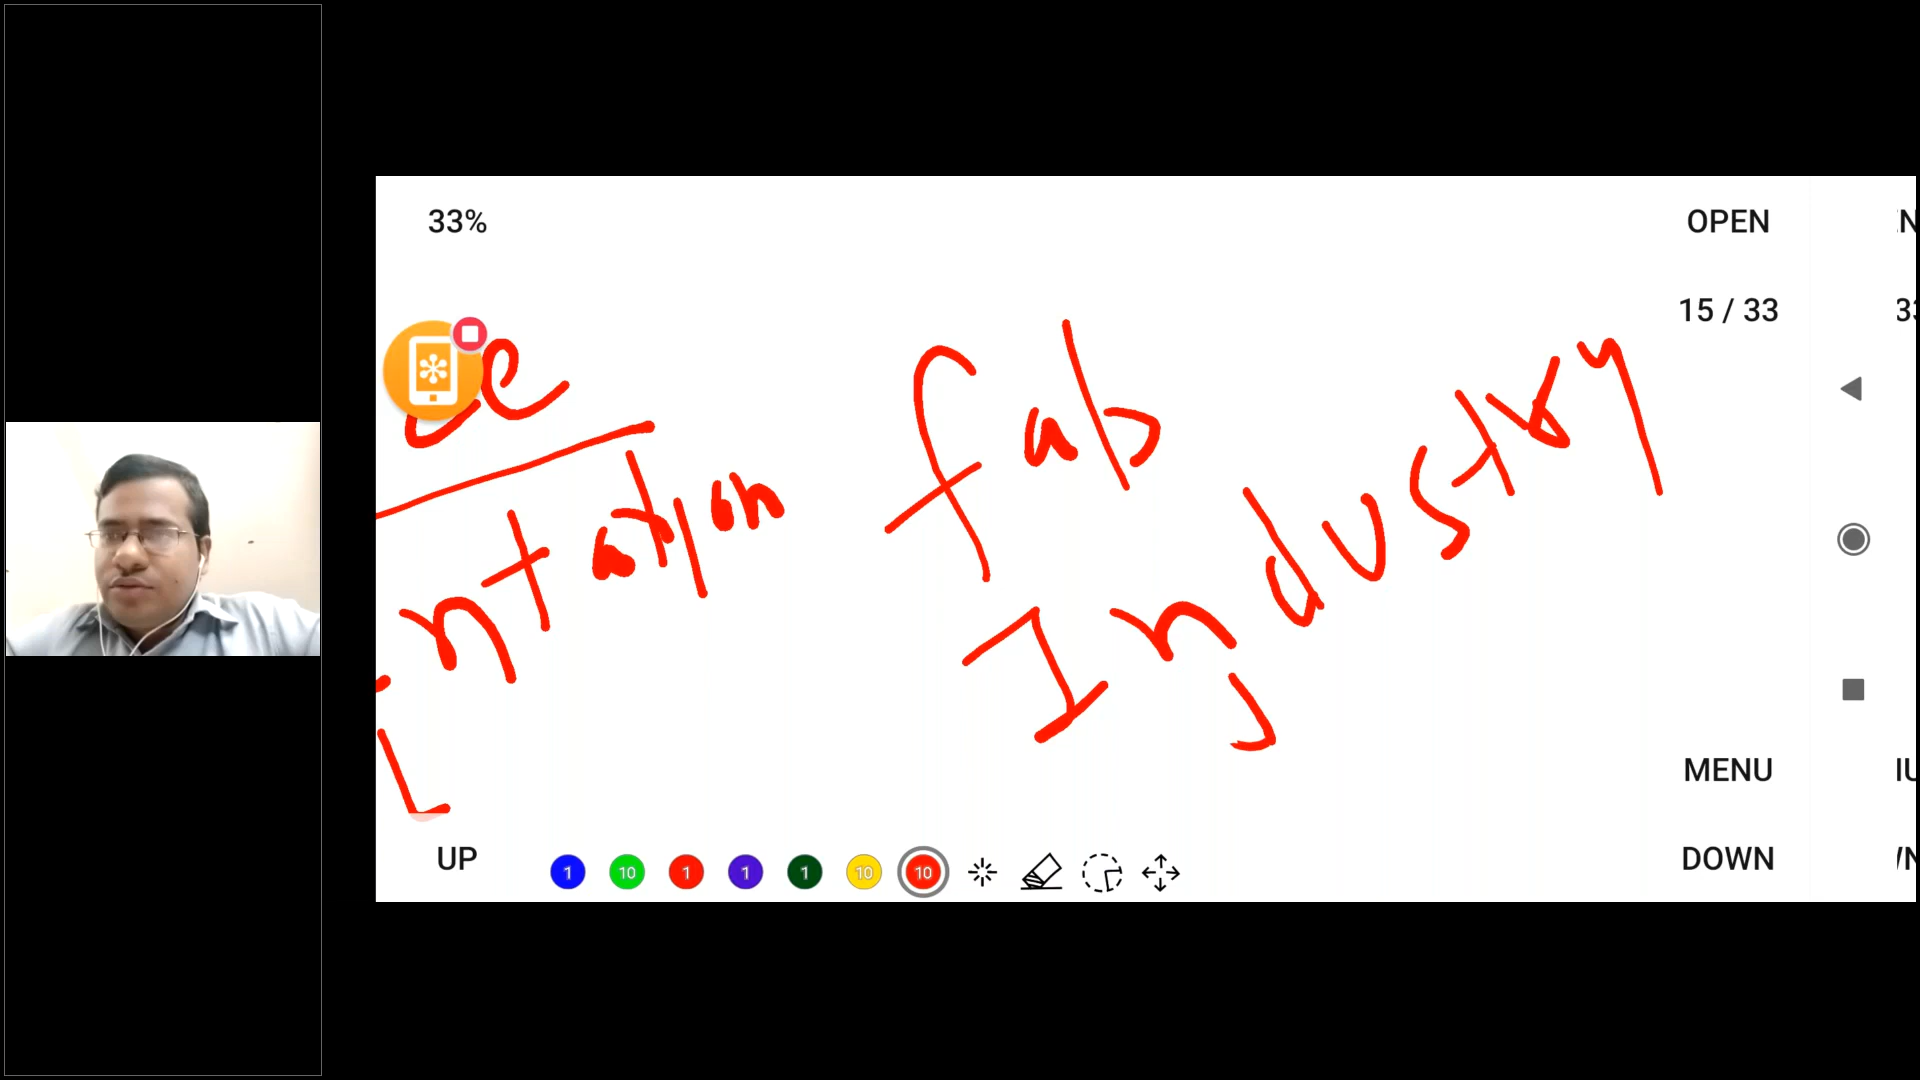 33%
OPEN
15 / 33
fab
ntation
Industry
MENU
UP
1
10
1
1
1
10
10
DOWN